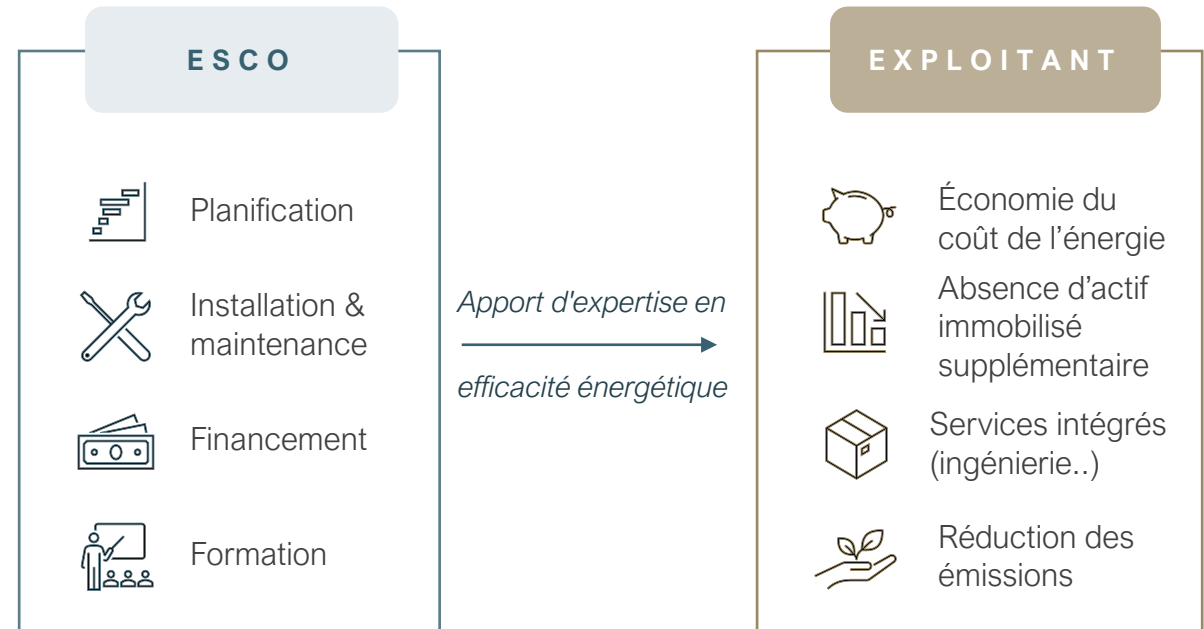 ESCO
Planification
Installation &
maintenance
Financement
Formation
Apport d'expertise en
efficacité énergétique
EXPLOITANT
Économie du
coût de l’énergie
Absence d’actif
immobilisé
supplémentaire
Services intégrés
(ingénierie..)
Réduction des
émissions